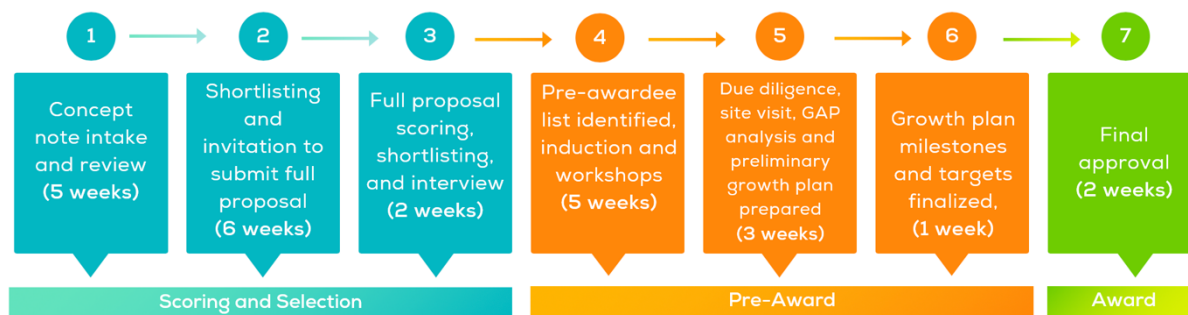 1
2
3
4
5
6
7
Concept
note intake
and review
(5 weeks)
Shortlisting
and
invitation to
submit full
proposal
(6 weeks)
Full proposal
scoring,
shortlisting,
and interview
(2 weeks)
Pre-awardee
list identified,
induction and
workshops
(5 weeks)
Due diligence,
site visit, GAP
analysis and
preliminary
growth plan
prepared
(3 weeks)
Growth plan
milestones
and targets
finalized,
(1 week)
Final
approval
(2 weeks)
Scoring and Selection
Pre-Award
Award